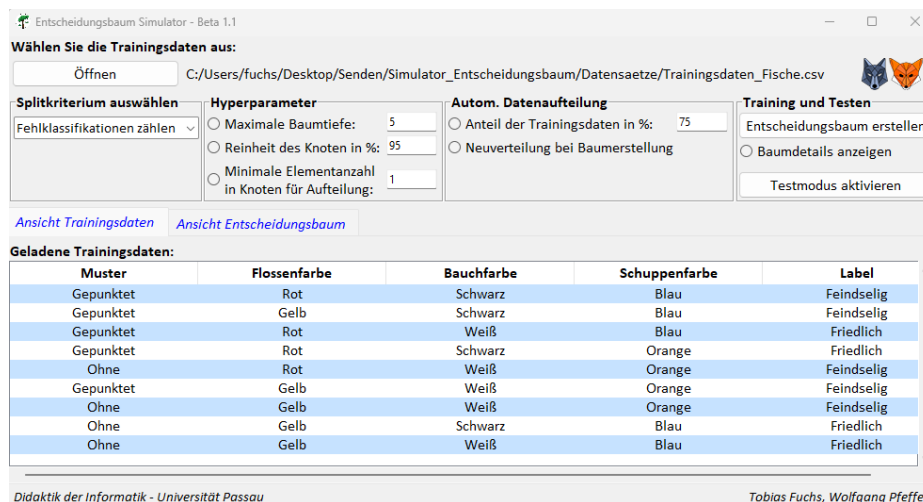 Entscheidungsbaum Simulator - Beta 1.1
Wählen Sie die Trainingsdaten aus:
Öffnen C:/Users/fuchs/Desktop/Senden/Simulator_Entscheidungsbaum/Datensaetze/Trainingsdaten_Fische.csv
Splitkriterium auswählen Hyperparameter Autom. Datenaufteilung Training und Testen
Fehlklassifikationen zählen Maximale Baumtiefe: 5 Anteil der Trainingsdaten in %: 75 Entscheidungsbaum erstellen
Reinheit des Knoten in %: 95 Neuverteilung bei Baumerstellung Baumdetails anzeigen
Minimale Elementanzahl
in Knoten für Aufteilung: 1 Testmodus aktivieren
Ansicht Trainingsdaten Ansicht Entscheidungsbaum
Geladene Trainingsdaten:
Muster Flossenfarbe Bauchfarbe Schuppenfarbe Label
Gepunktet Rot Schwarz Blau Feindselig
Gepunktet Gelb Schwarz Blau Feindselig
Gepunktet Rot Weiß Blau Friedlich
Gepunktet Rot Schwarz Orange Friedlich
Ohne Rot Weiß Orange Feindselig
Gepunktet Gelb Weiß Orange Feindselig
Ohne Gelb Weiß Orange Feindselig
Ohne Gelb Schwarz Blau Friedlich
Ohne Gelb Weiß Blau Friedlich
Didaktik der Informatik - Universität Passau Tobias Fuchs, Wolfgang Pfeffe